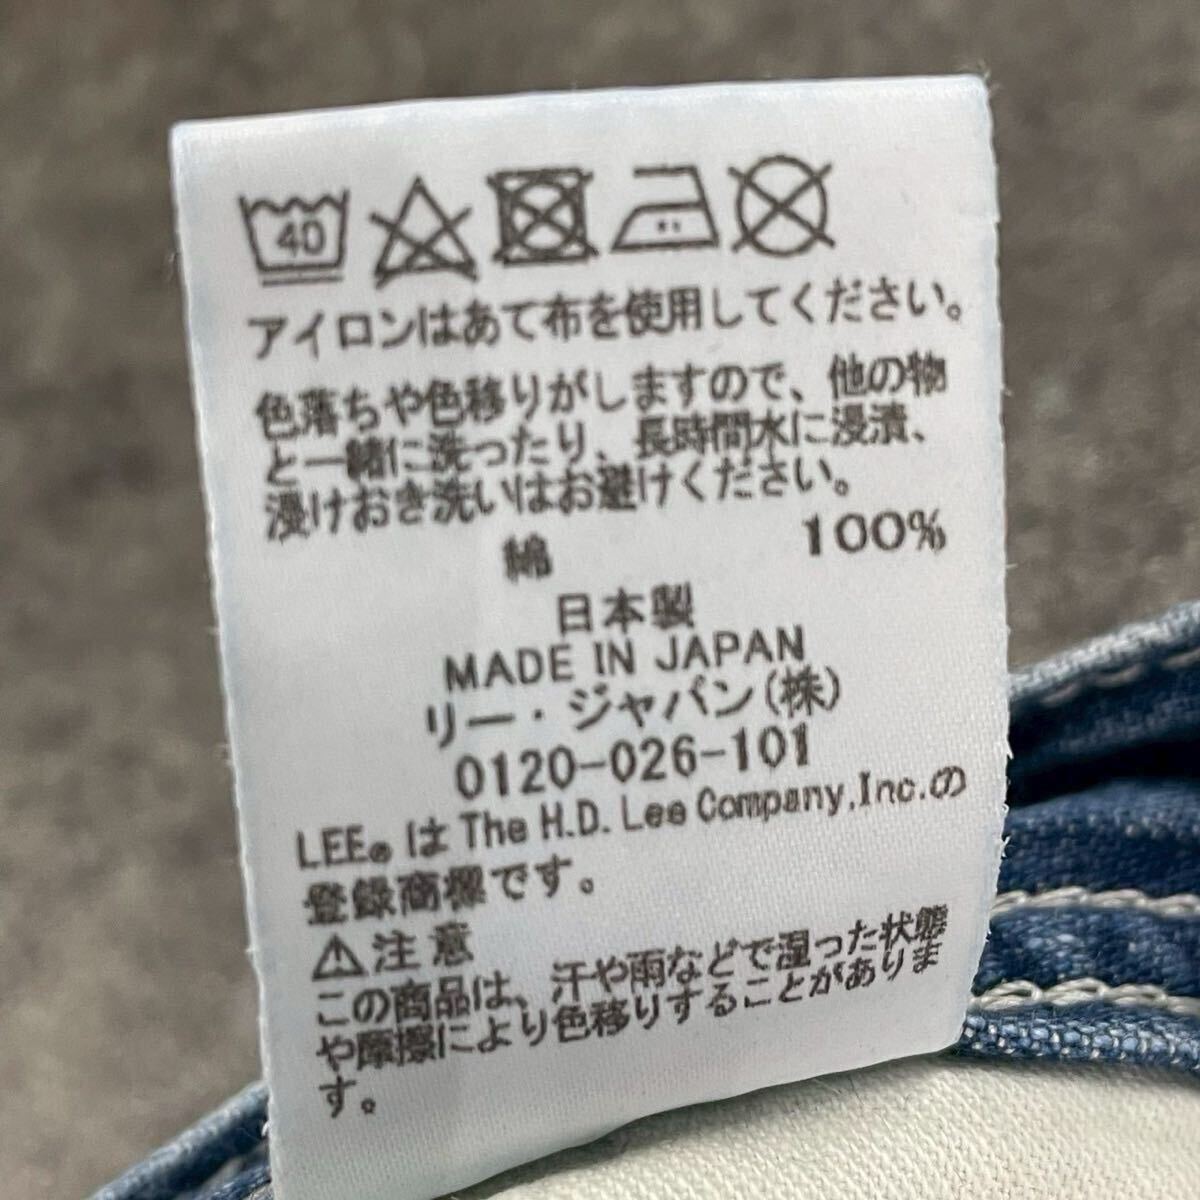 40
アイロンはあて布を使用してください。
色落ちや色移りがしますので、他の物
と一緒に洗ったり、長時間水に浸漬、
浸けおき洗いはお避けください。
綿 100%
日本製
MADE IN JAPAN
リー・ジャパン(株)
0120-026-101
LEE®はThe H.D. Lee Company,Inc.の
登録商標です。
⚠注意
この商品は、汗や雨などで湿った状態
や摩擦により色移りすることがありま
す。